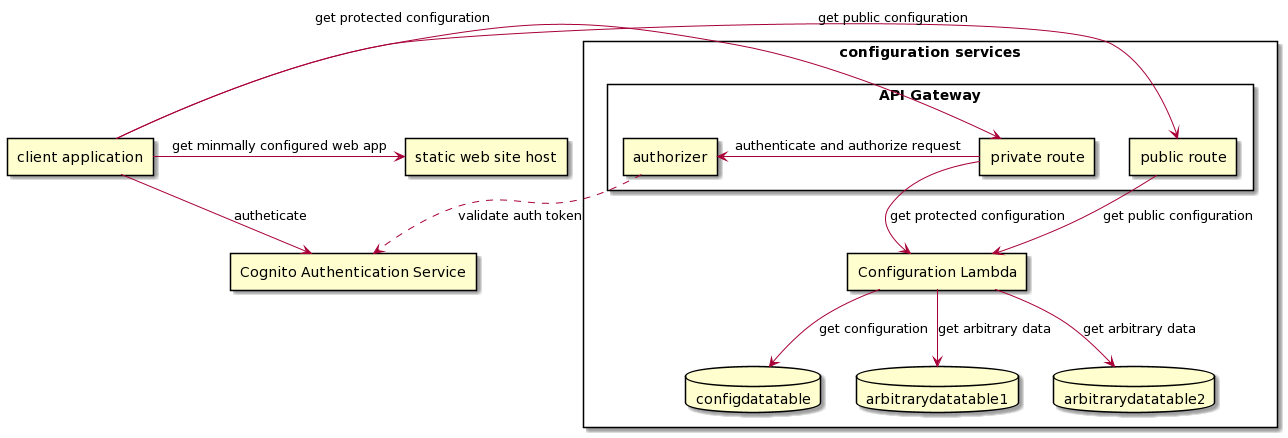 get protected configuration
get public configuration
configuration services
API Gateway
client application
get minmally configured web app
static web site host
authorizer
authenticate and authorize request
private route
public route
autheticate
validate auth token
get protected configuration
get public configuration
Cognito Authentication Service
Configuration Lambda
get configuration
get arbitrary data
get arbitrary data
configdatatable
arbitrarydatatable1
arbitrarydatatable2